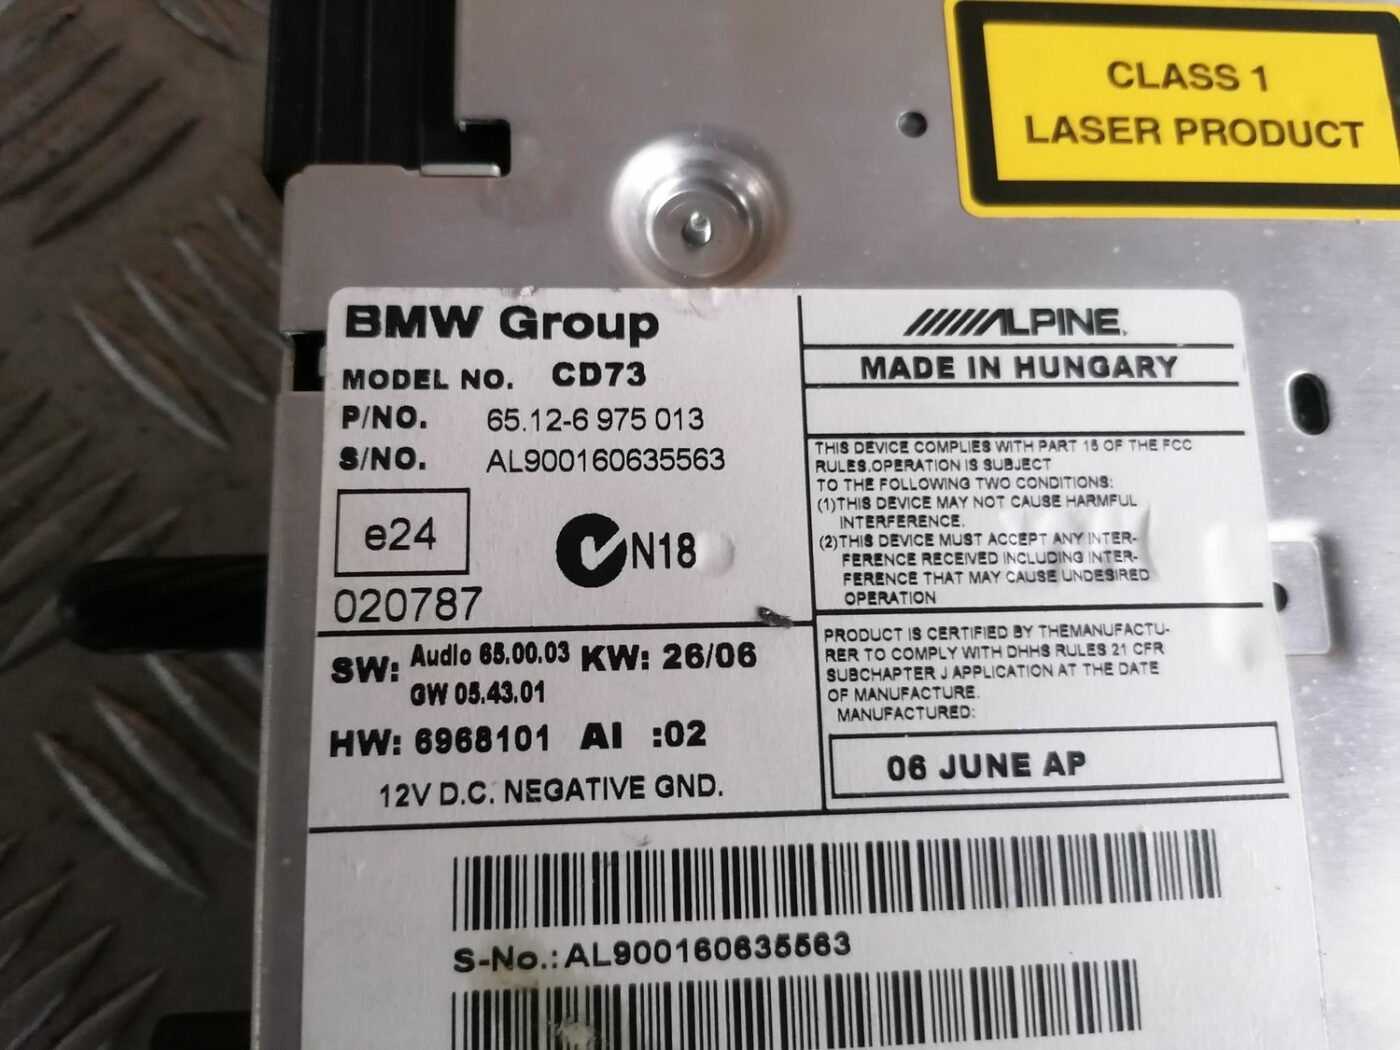 CLASS 1
LASER PRODUCT
BMW Group
MODEL NO. CD73
P/NO. 65.12-6 975 013
S/NO. AL900160635563
e24
N18
020787
SW: Audio 65.00.03 KW: 26/06
GW 05.43.01
HW: 6968101 AI :02
12V D.C. NEGATIVE GND.
ALPINE
MADE IN HUNGARY
THIS DEVICE COMPLIES WITH PART 15 OF THE FCC
RULES.OPERATION IS SUBJECT
TO THE FOLLOWING TWO CONDITIONS:
(1)THIS DEVICE MAY NOT CAUSE HARMFUL
INTERFERENCE.
(2)THIS DEVICE MUST ACCEPT ANY INTER-
FERENCE RECEIVED INCLUDING INTER-
FERENCE THAT MAY CAUSE UNDESIRED
OPERATION
PRODUCT IS CERTIFIED BY THEMANUFACTU-
RER TO COMPLY WITH DHHS RULES 21 CFR
SUBCHAPTER J APPLICATION AT THE DATE
OF MANUFACTURE.
MANUFACTURED:
06 JUNE AP
S-No.: AL900160635563